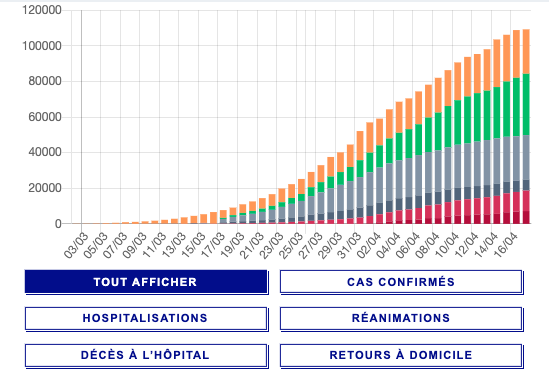 120000
100000
80000
60000
40000
20000
0
03/03 05/03 07/03 09/03 11/03 13/03 15/03 17/03 19/03 21/03 23/03 25/03 27/03 29/03 31/03 02/04 04/04 06/04 08/04 10/04 12/04 14/04 16/04
TOUT AFFICHER CAS CONFIRMÉS
HOSPITALISATIONS RÉANIMATIONS
DÉCÈS À L'HÔPITAL RETOURS À DOMICILE